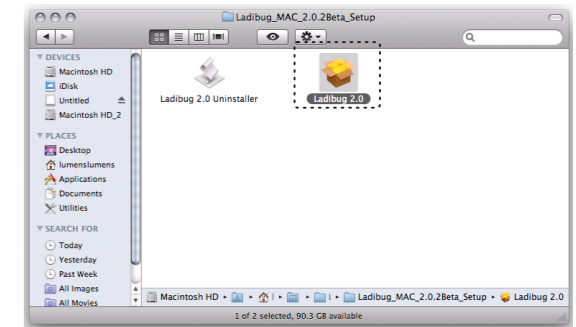 Ladibug_MAC_2.0.2Beta_Setup
DEVICES
Macintosh HD
iDisk
Untitled
Macintosh HD_2
PLACES
Desktop
lumenslumens
Applications
Documents
Utilities
SEARCH FOR
Today
Yesterday
Past Week
All Images
All Movies
Ladibug 2.0 Uninstaller
Ladibug 2.0
Macintosh HD ▸ ▸ l ▸ ▸ l ▸ Ladibug_MAC_2.0.2Beta_Setup ▸ Ladibug 2.0
1 of 2 selected, 90.3 GB available